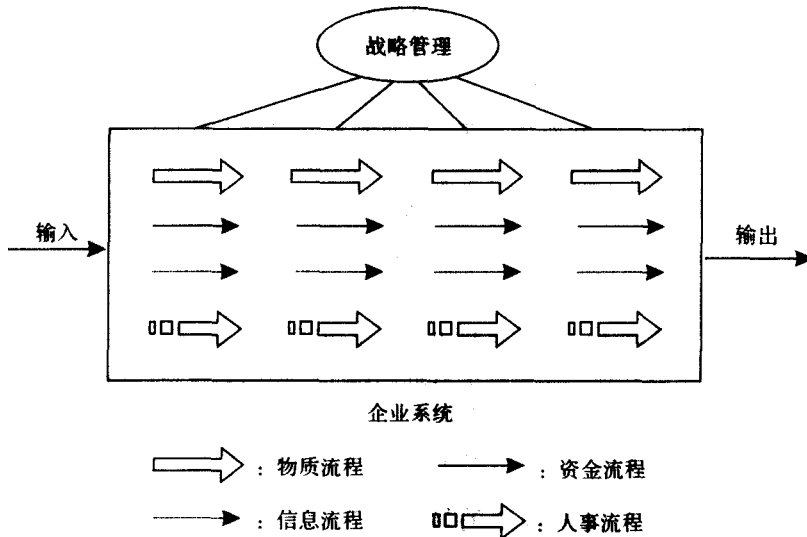 战略管理
输入
输出
企业系统
：物质流程
：资金流程
：信息流程
：人事流程